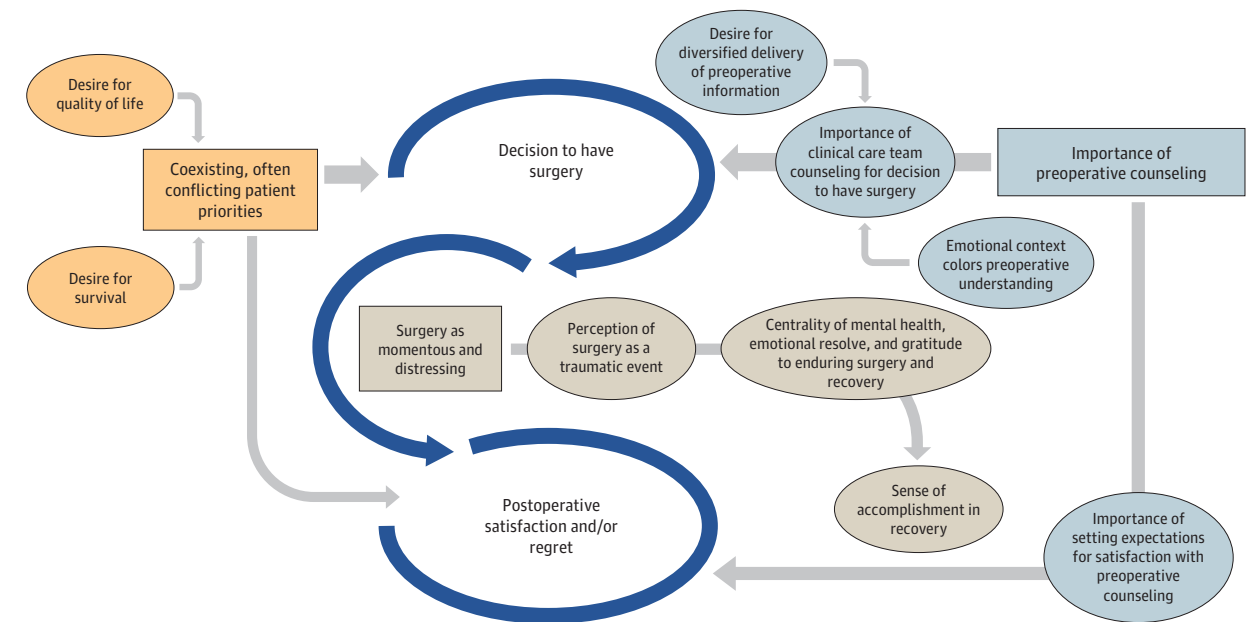 Desire for
quality of life
Coexisting, often
conflicting patient
priorities
Desire for
survival
Decision to have
surgery
Desire for
diversified delivery
of preoperative
information
Importance of
clinical care team
counseling for decision
to have surgery
Importance of
preoperative counseling
Emotional context
colors preoperative
understanding
Surgery as
momentous and
distressing
Perception of
surgery as a
traumatic event
Centrality of mental health,
emotional resolve, and gratitude
to enduring surgery and
recovery
Sense of
accomplishment in
recovery
Postoperative
satisfaction and/or
regret
Importance of
setting expectations
for satisfaction with
preoperative
counseling